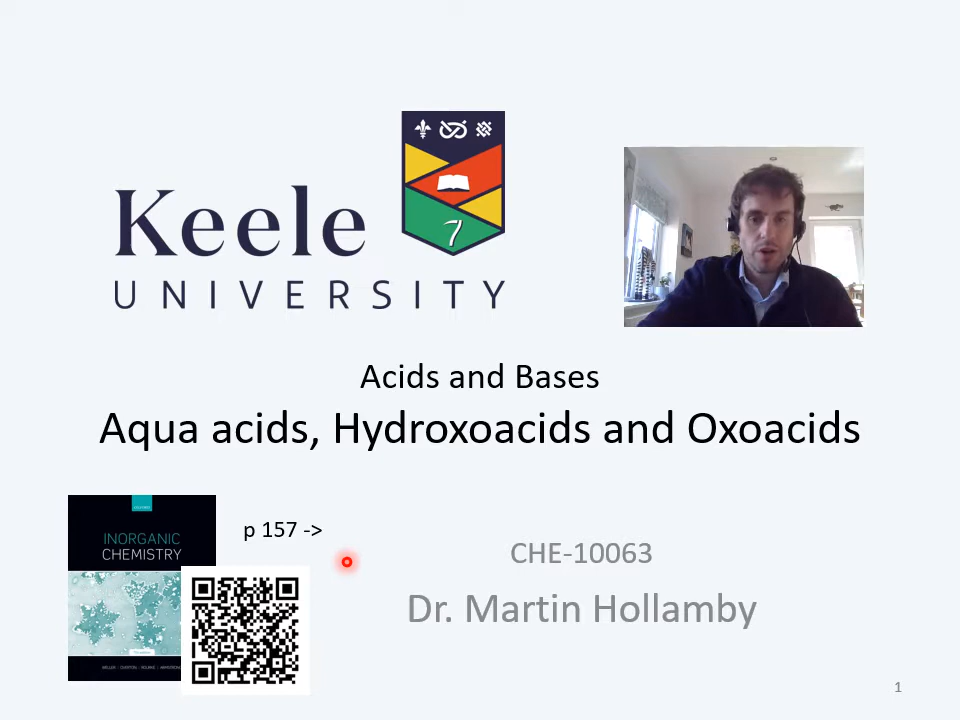 Keele
UNIVERSITY
Acids and Bases
Aqua acids, Hydroxoacids and Oxoacids
INORGANIC
CHEMISTRY
p 157 ->
CHE-10063
Dr. Martin Hollamby
1